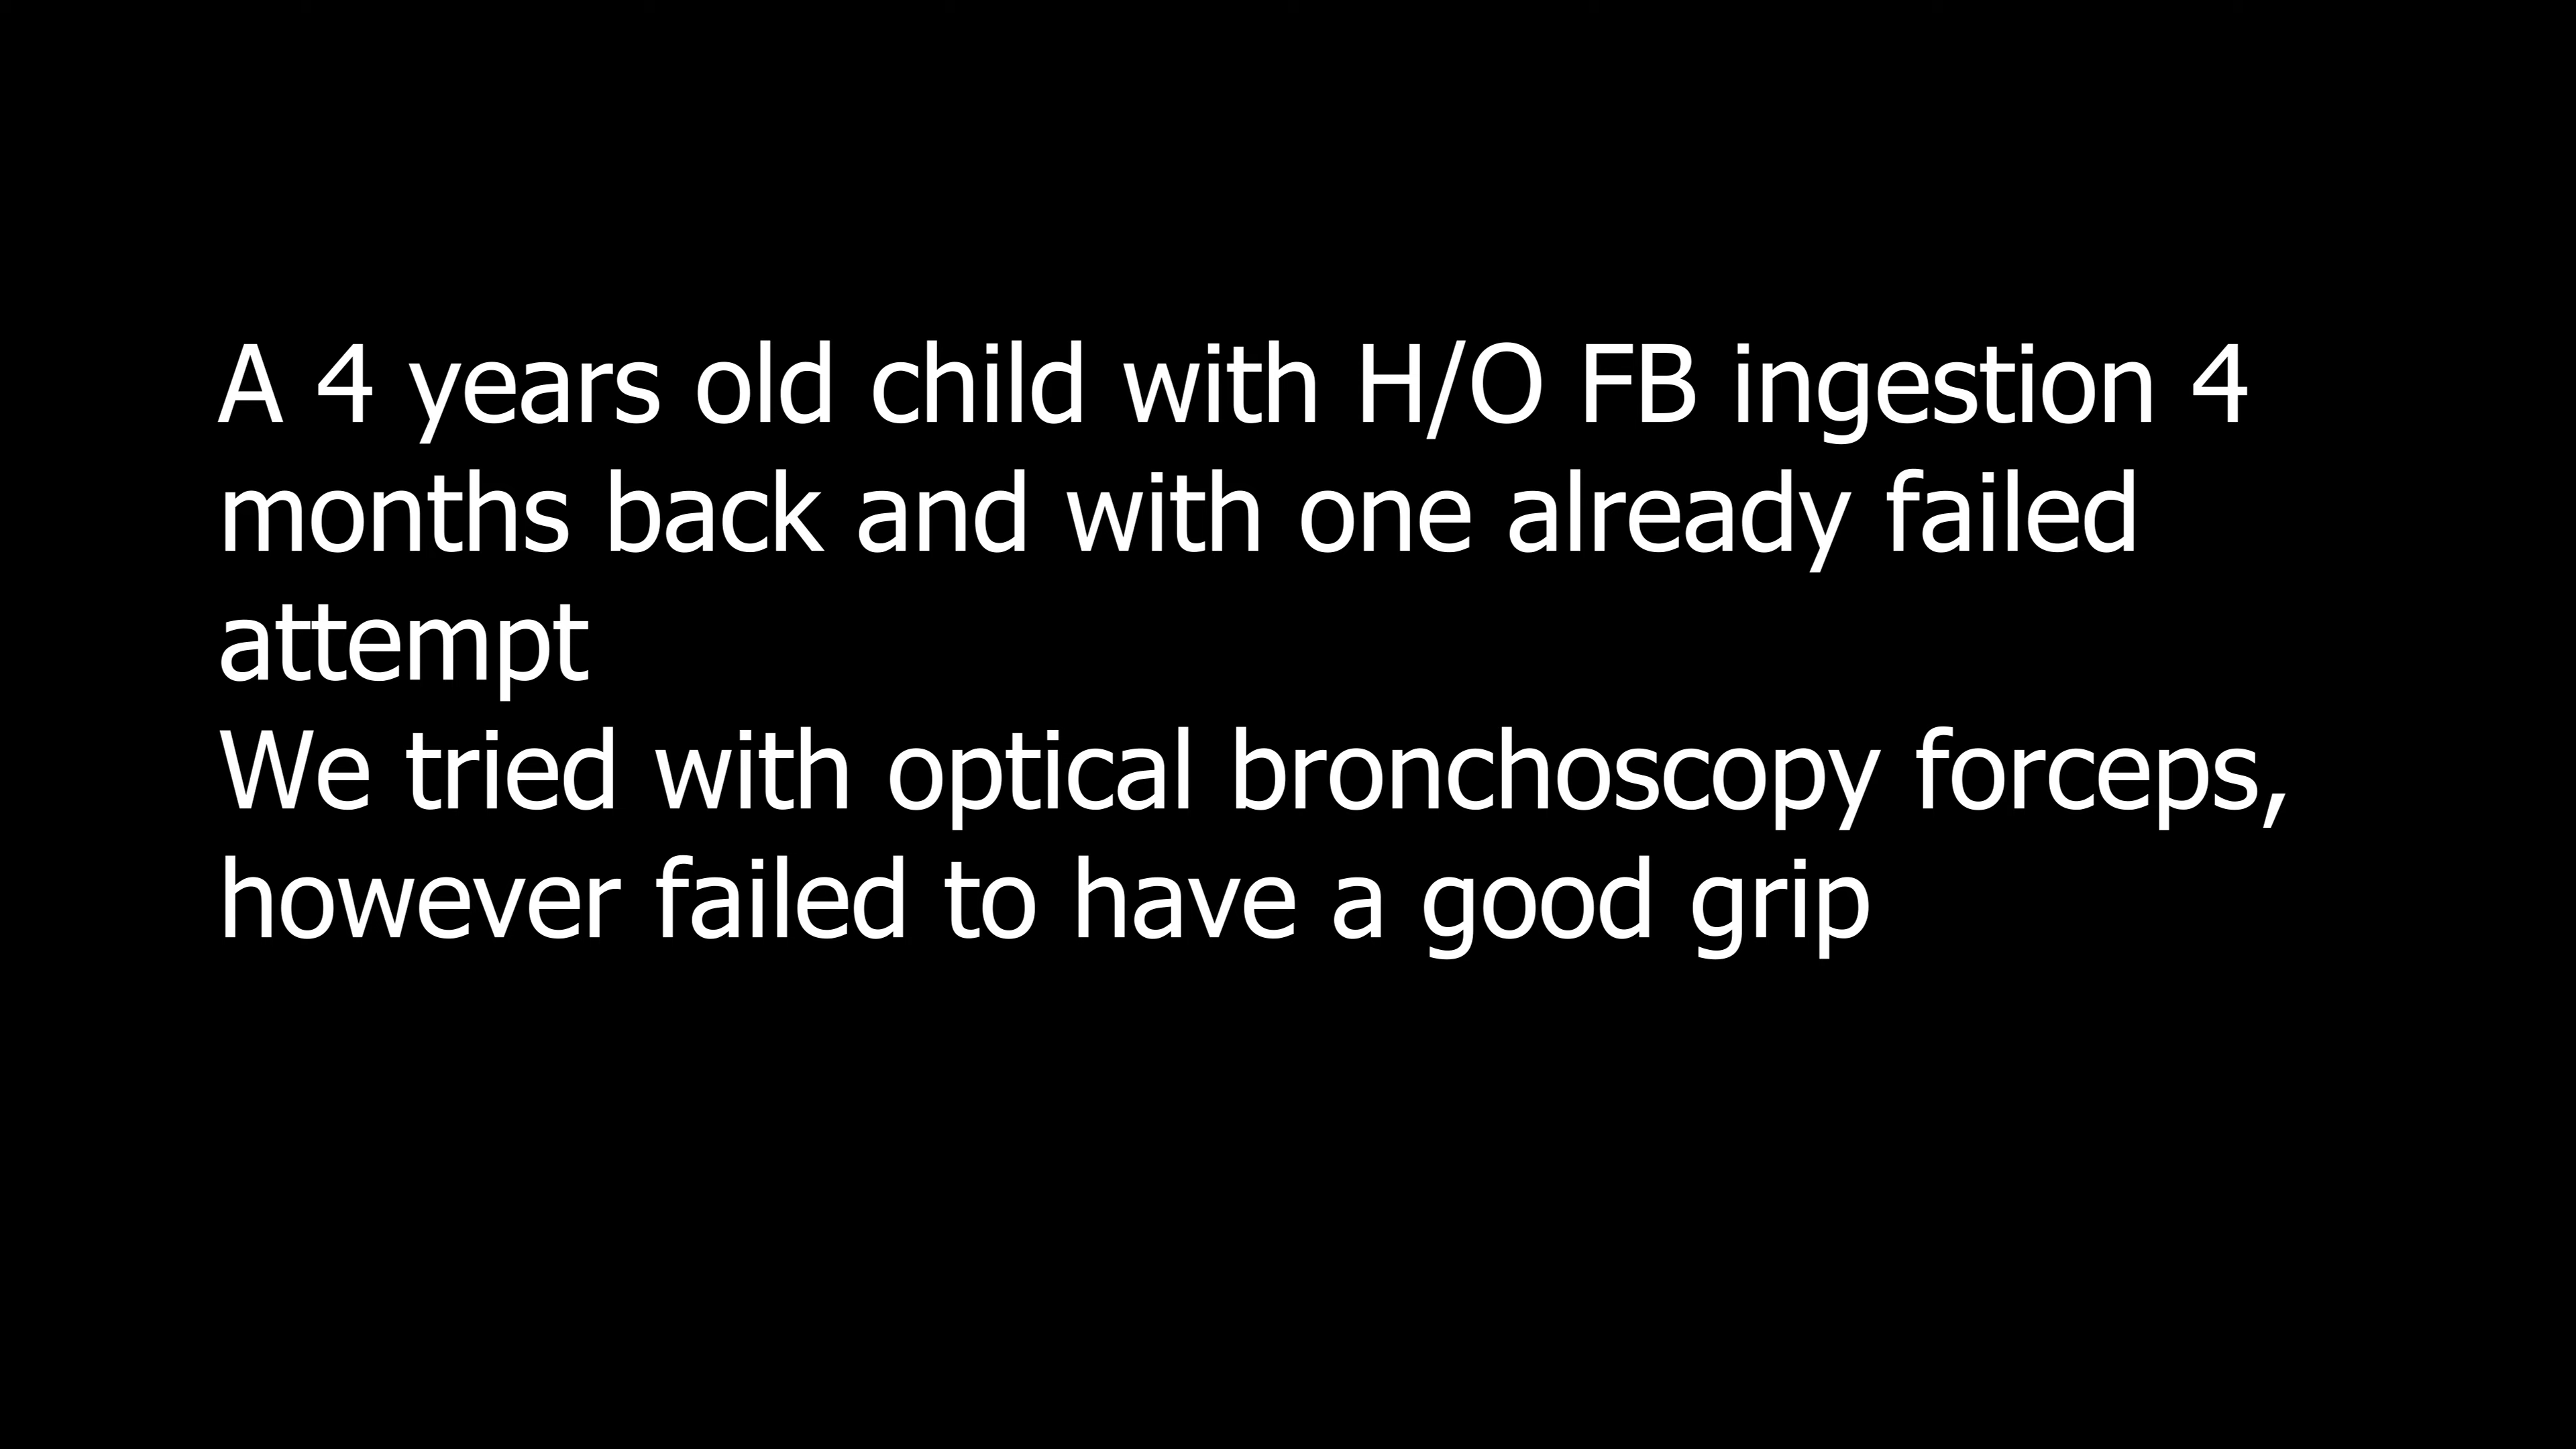 A 4 years old child with H/O FB ingestion 4
months back and with one already failed
attempt
We tried with optical bronchoscopy forceps,
however failed to have a good grip